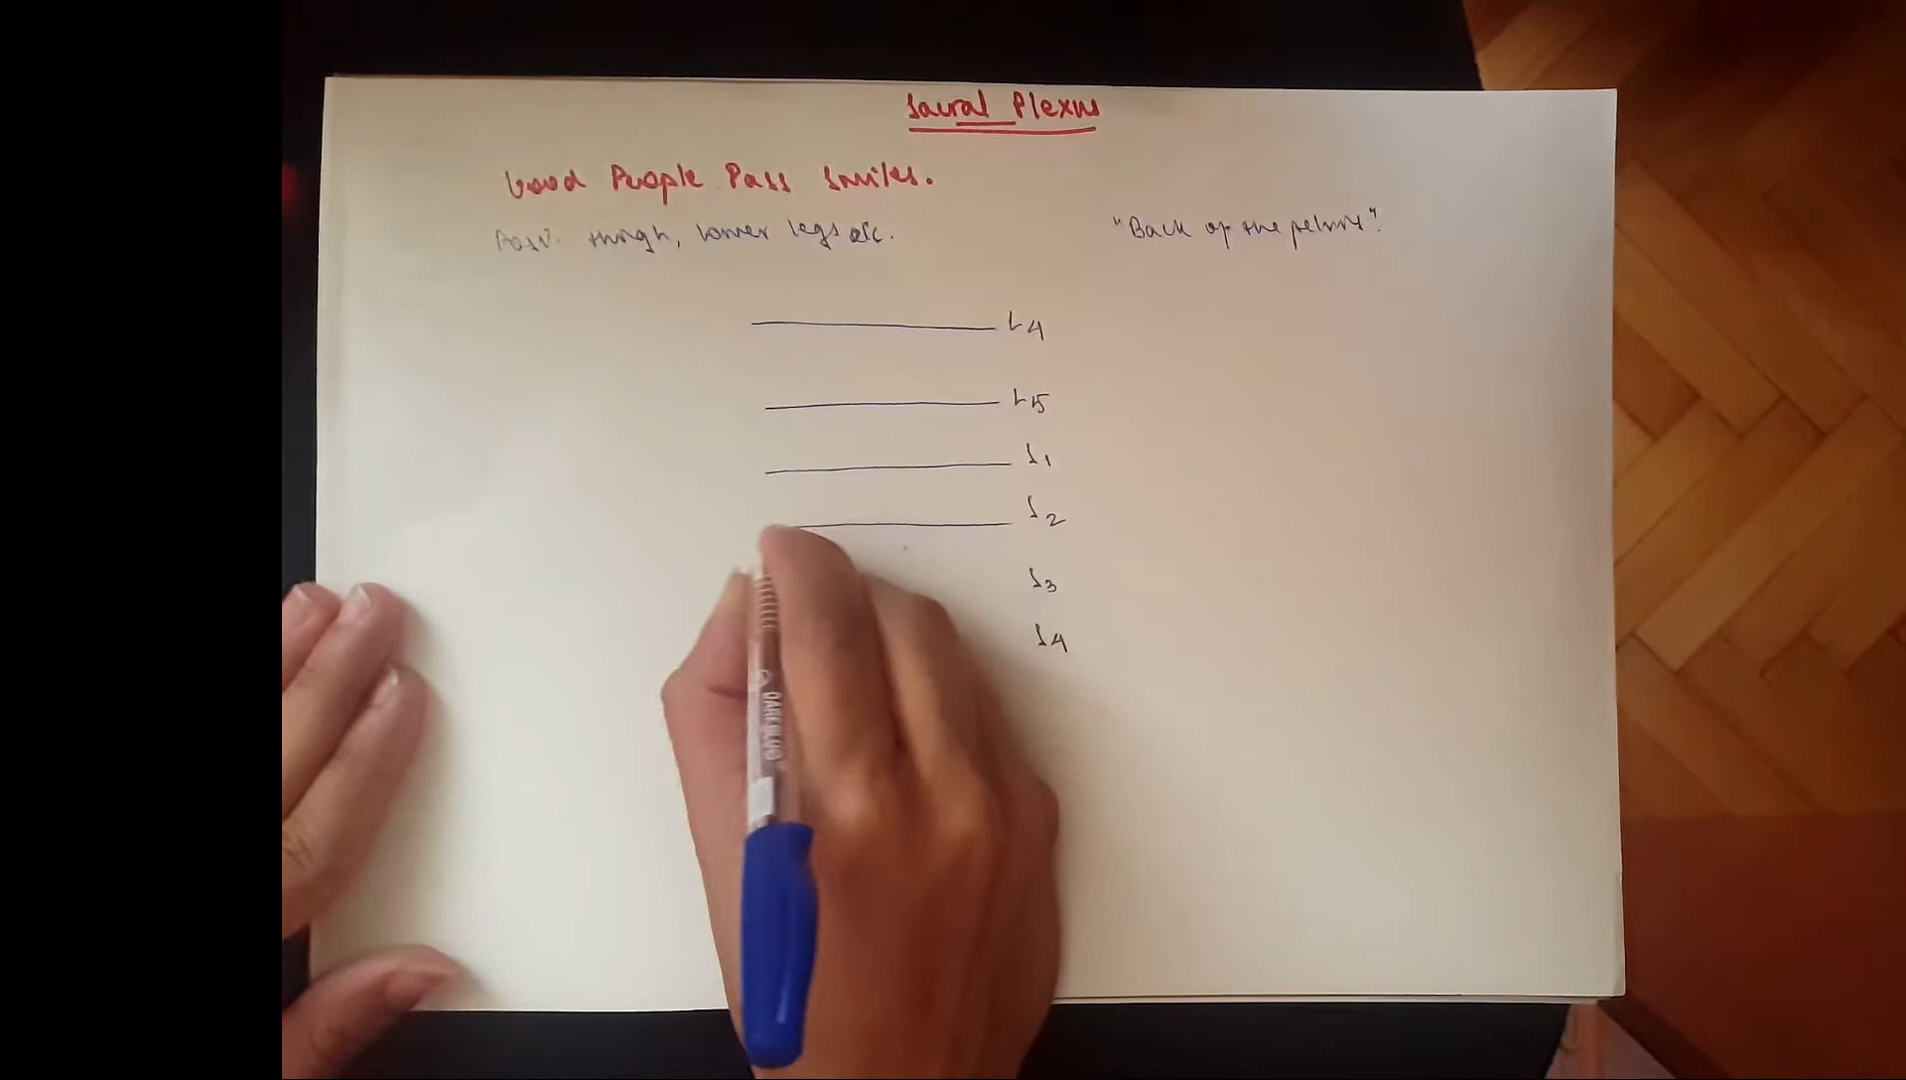 Sacral Plexus
Good People Pass Smiles.
Post. thigh, lower legs etc.
"Back of the pelvis".
L4
L5
S1
S2
S3
S4